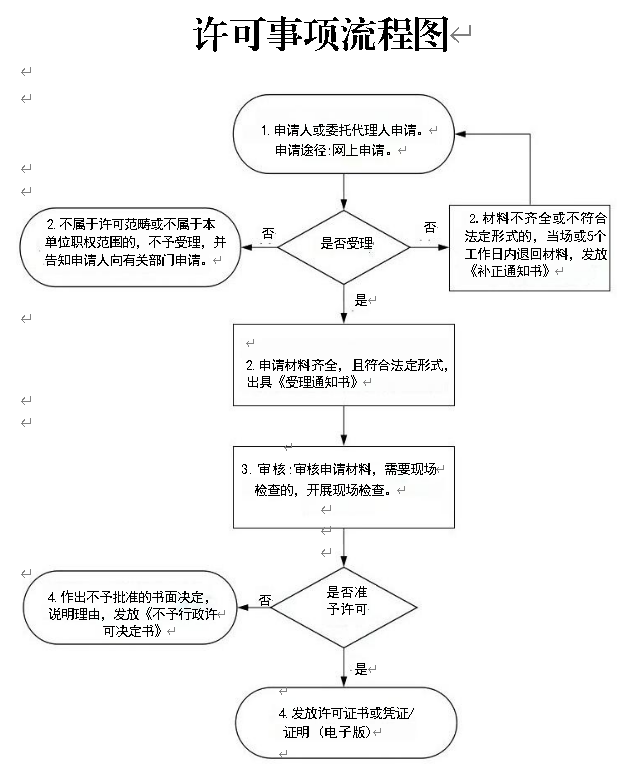 许可事项流程图
1.申请人或委托代理人申请。
申请途径:网上申请。
2.不属于许可范畴或不属于本
单位职权范围的，不予受理，并
告知申请人向有关部门申请。
否
是否受理
否
2.材料不齐全或不符合
法定形式的，当场或5个
工作日内退回材料，发放
《补正通知书》
是
2.申请材料齐全，且符合法定形式，
出具《受理通知书》
3. 审核:审核申请材料，需要现场
检查的，开展现场检查。
4.作出不予批准的书面决定，
说明理由，发放《不予行政许
可决定书》
否
是否准
予许可
是
4.发放许可证书或凭证/
证明（电子版）